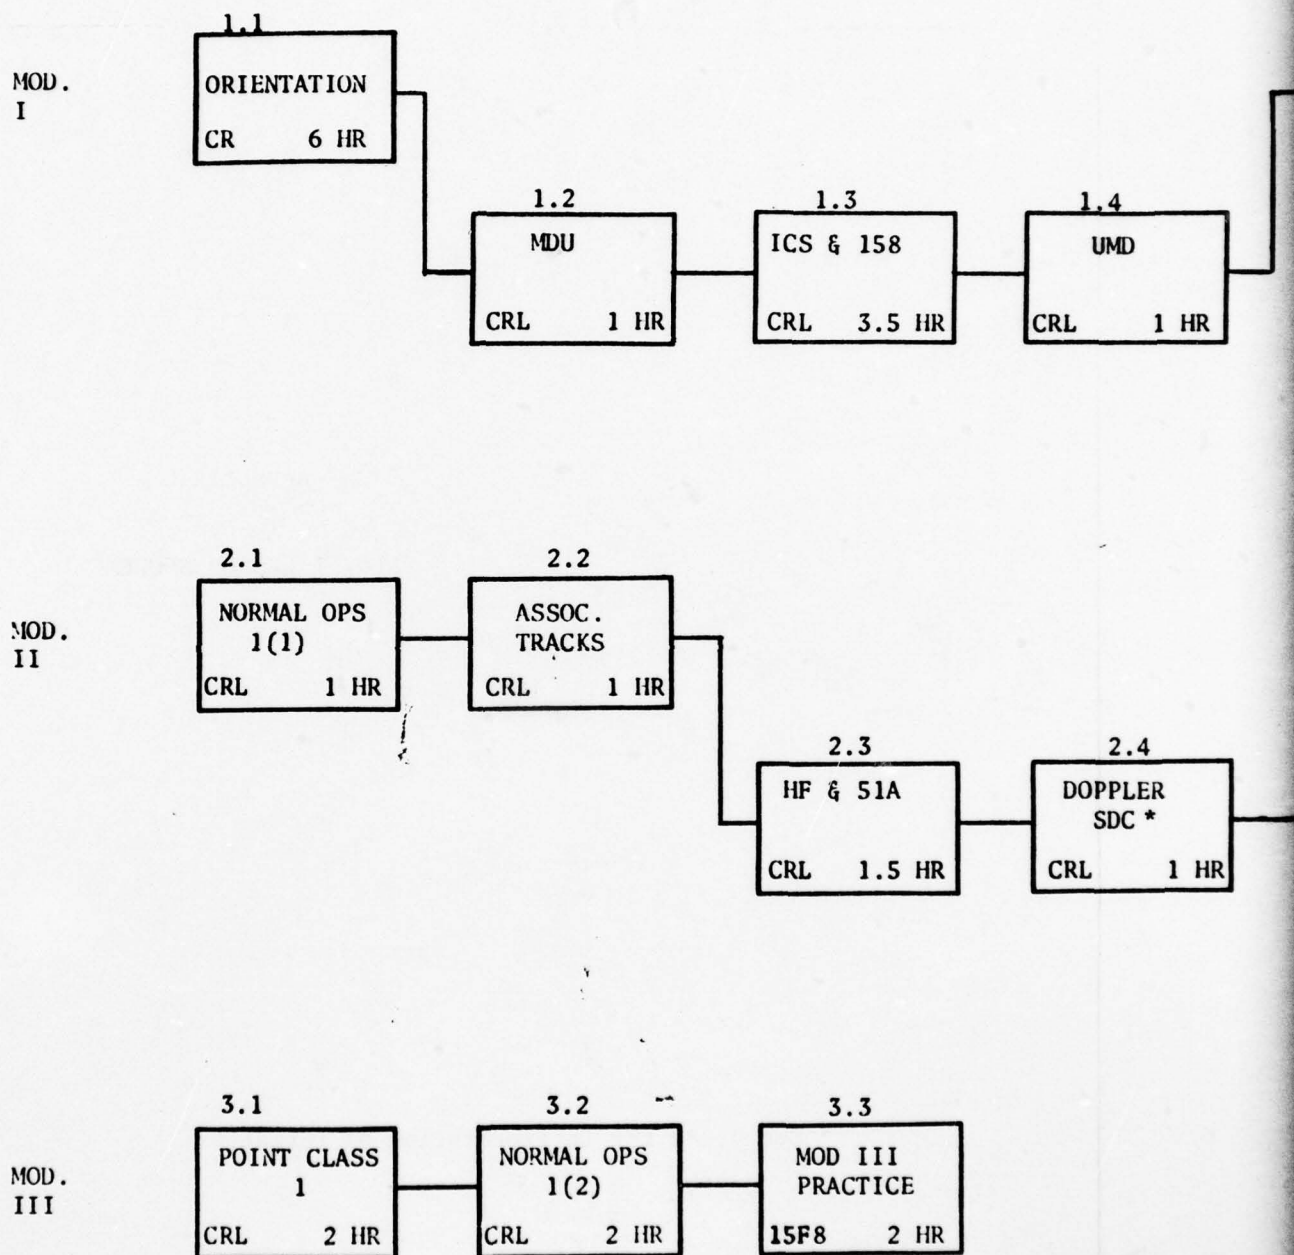 1.1
MOD.
I
ORIENTATION
CR 6 HR
1.2
MDU
CRL 1 HR
1.3
ICS & 158
CRL 3.5 HR
1.4
UMD
CRL 1 HR
MOD.
II
2.1
NORMAL OPS
1(1)
CRL 1 HR
2.2
ASSOC.
TRACKS
CRL 1 HR
2.3
HF & 51A
CRL 1.5 HR
2.4
DOPPLER
SDC *
CRL 1 HR
MOD.
III
3.1
POINT CLASS
1
CRL 2 HR
3.2
NORMAL OPS
1(2)
CRL 2 HR
3.3
MOD III
PRACTICE
15F8 2 HR